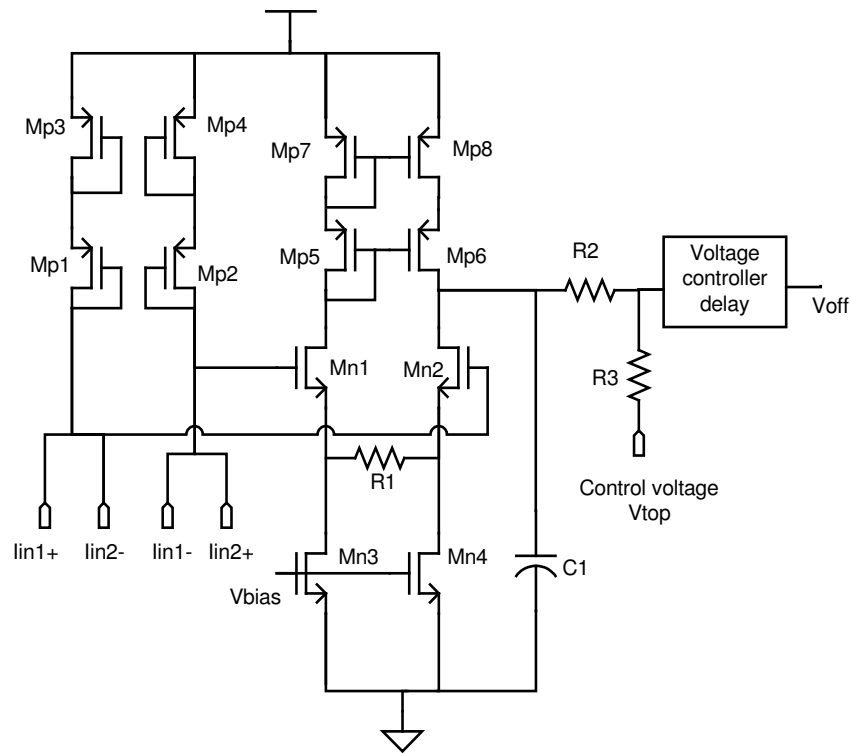 Mp3
Mp4
Mp7
Mp8
Mp1
Mp2
Mp5
Mp6
R2
Voltage
controller
delay
Voff
Mn1
Mn2
R3
R1
Control voltage
Vtop
Iin1+
Iin2-
Iin1-
Iin2+
Mn3
Mn4
Vbias
C1